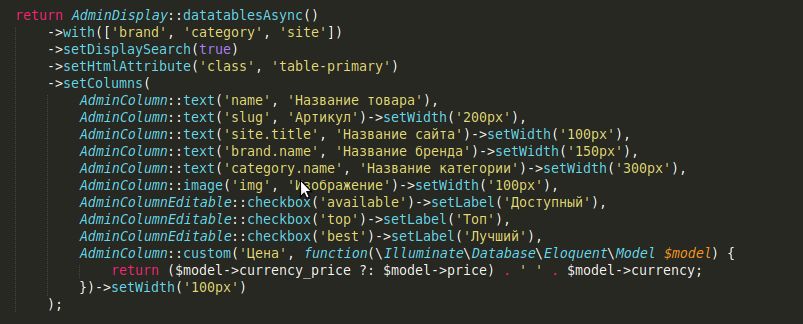 return AdminDisplay::datatablesAsync()
->with(['brand', 'category', 'site'])
->setDisplaySearch(true)
->setHtmlAttribute('class', 'table-primary')
->setColumns(
AdminColumn::text('name', 'Название товара'),
AdminColumn::text('slug', 'Артикул')->setWidth('200px'),
AdminColumn::text('site.title', 'Название сайта')->setWidth('100px'),
AdminColumn::text('brand.name', 'Название бренда')->setWidth('150px'),
AdminColumn::text('category.name', 'Название категории')->setWidth('300px'),
AdminColumn::image('img', 'Изображение')->setWidth('100px'),
AdminColumnEditable::checkbox('available')->setLabel('Доступный'),
AdminColumnEditable::checkbox('top')->setLabel('Топ'),
AdminColumnEditable::checkbox('best')->setLabel('Лучший'),
AdminColumn::custom('Цена', function(\Illuminate\Database\Eloquent\Model $model) {
return ($model->currency_price ?: $model->price) . ' ' . $model->currency;
})->setWidth('100px')
);